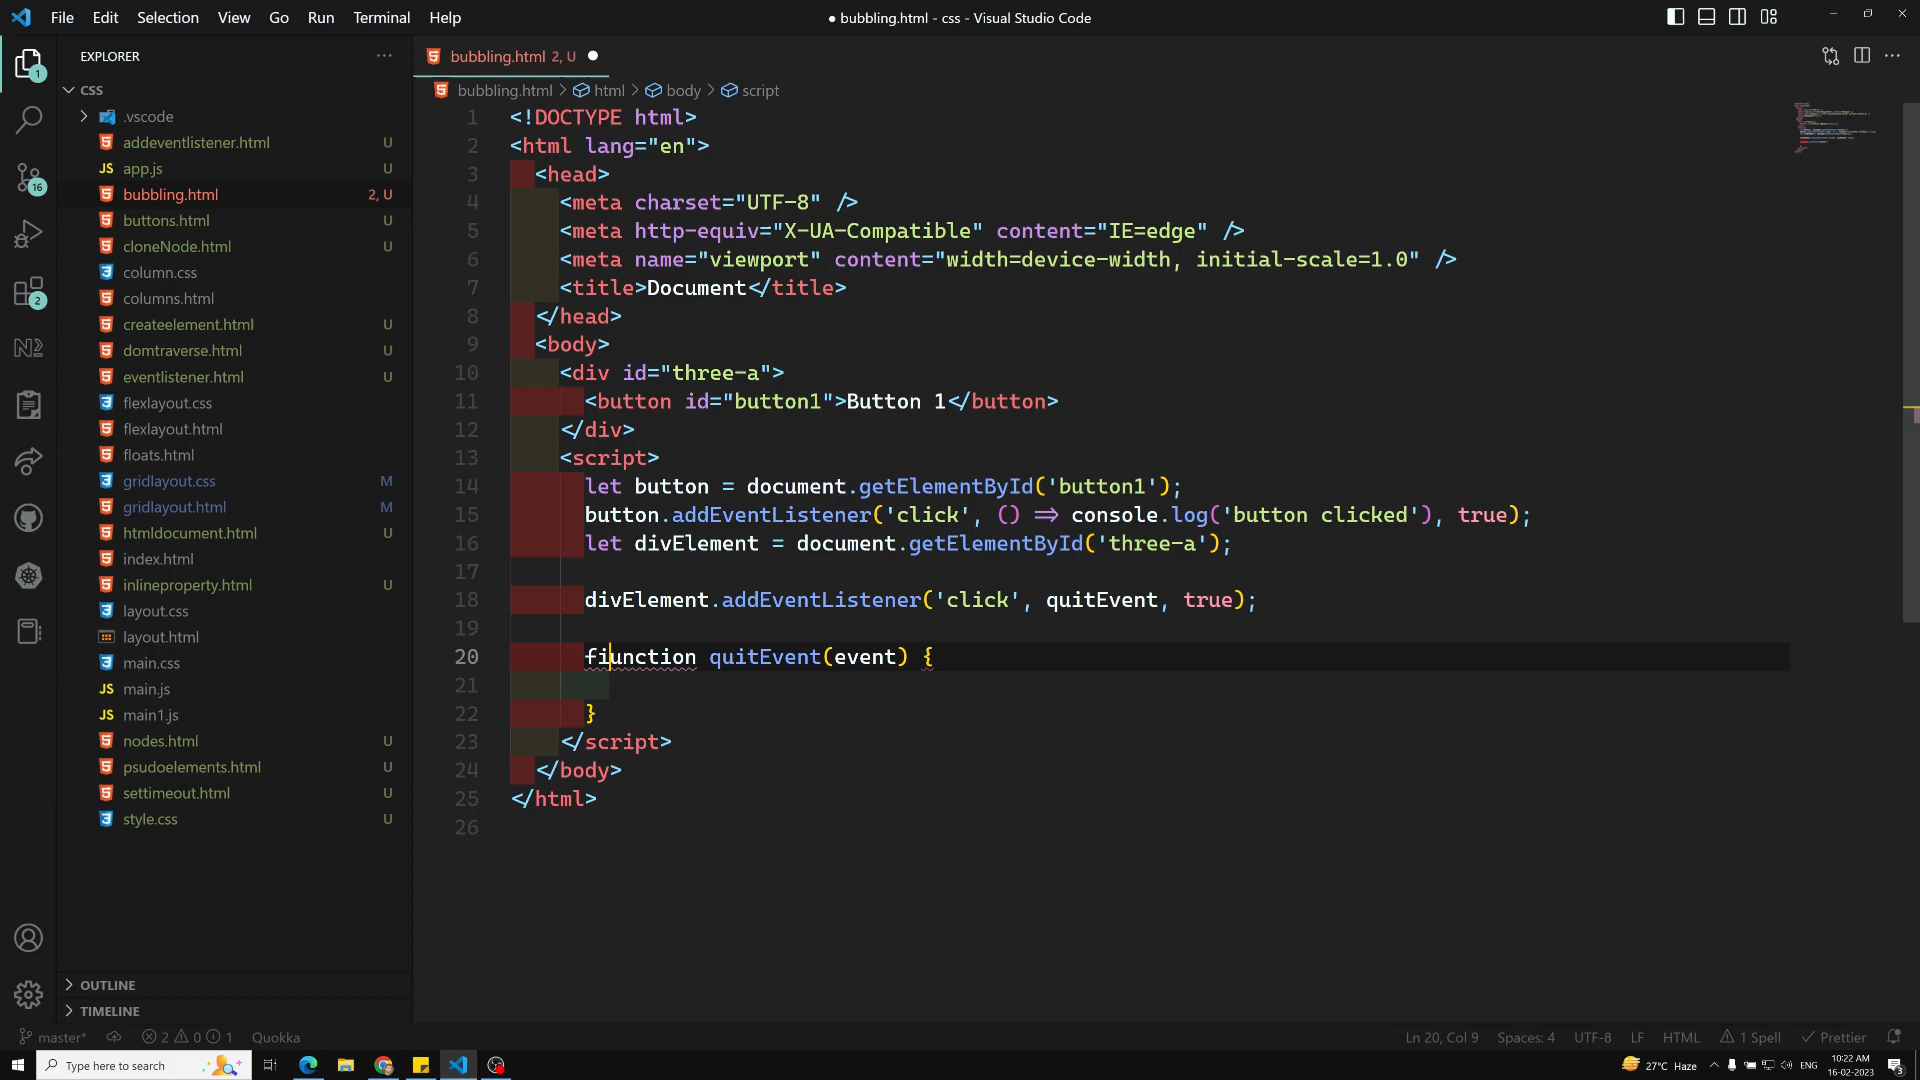 File Edit Selection View Go Run Terminal Help
● bubbling.html - css - Visual Studio Code
EXPLORER
bubbling.html 2, U
CSS
bubbling.html > html > body > script
.vscode
addeventlistener.html U
app.js U
bubbling.html 2, U
buttons.html U
cloneNode.html U
column.css
columns.html
createelement.html U
domtraverse.html U
eventlistener.html U
flexlayout.css
flexlayout.html
floats.html
gridlayout.css M
gridlayout.html M
htmldocument.html U
index.html
inlineproperty.html U
layout.css
layout.html
main.css
main.js
main1.js
nodes.html U
psudoelements.html U
settimeout.html U
style.css U
OUTLINE
TIMELINE
1
16
2
1 <!DOCTYPE html>
2 <html lang="en">
3 <head>
4 <meta charset="UTF-8" />
5 <meta http-equiv="X-UA-Compatible" content="IE=edge" />
6 <meta name="viewport" content="width=device-width, initial-scale=1.0" />
7 <title>Document</title>
8 </head>
9 <body>
10 <div id="three-a">
11 <button id="button1">Button 1</button>
12 </div>
13 <script>
14 let button = document.getElementById('button1');
15 button.addEventListener('click', () => console.log('button clicked'), true);
16 let divElement = document.getElementById('three-a');
17
18 divElement.addEventListener('click', quitEvent, true);
19
20 fiunction quitEvent(event) {
21
22 }
23 </script>
24 </body>
25 </html>
26
master* 2 0 1 Quokka
Ln 20, Col 9 Spaces: 4 UTF-8 LF HTML 1 Spell Prettier
Type here to search
27°C Haze ENG
10:22 AM
16-02-2023
3